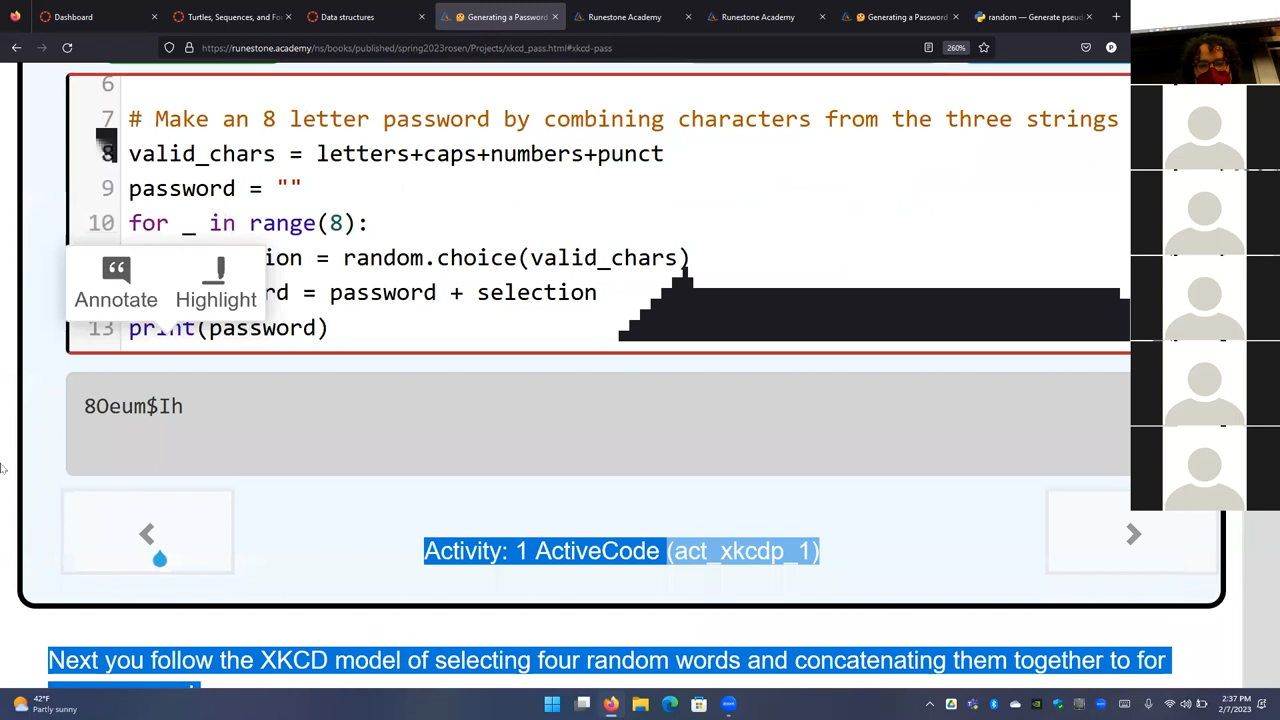 Dashboard
Turtles, Sequences, and For
Data structures
Generating a Password
Runestone Academy
Runestone Academy
Generating a Password
random — Generate pseud
https://runestone.academy/ns/books/published/spring2023rosen/Projects/xkcd_pass.html#xkcd-pass
260%
6
7 # Make an 8 letter password by combining characters from the three strings
8 valid_chars = letters+caps+numbers+punct
9 password = ""
10 for _ in range(8):
ion = random.choice(valid_chars)
rd = password + selection
13 print(password)
Annotate Highlight
8Oeum$Ih
Activity: 1 ActiveCode (act_xkcdp_1)
Next you follow the XKCD model of selecting four random words and concatenating them together to for
42°F
Partly sunny
2:37 PM
2/7/2023